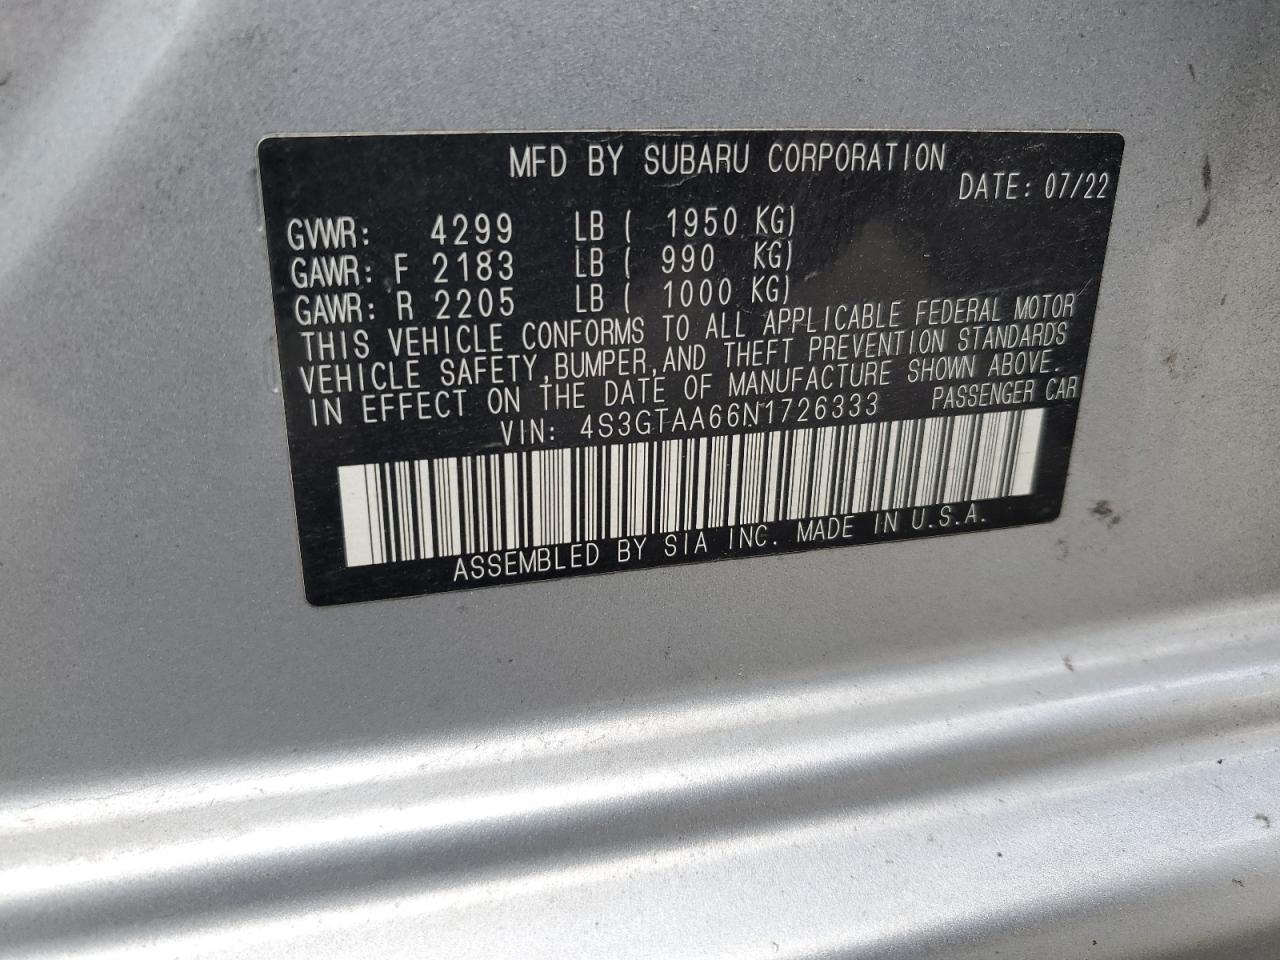 MFD BY SUBARU CORPORATION
DATE: 07/22
GVWR: 4299 LB ( 1950 KG)
GAWR: F 2183 LB ( 990 KG)
GAWR: R 2205 LB ( 1000 KG)
THIS VEHICLE CONFORMS TO ALL APPLICABLE FEDERAL MOTOR
VEHICLE SAFETY, BUMPER, AND THEFT PREVENTION STANDARDS
IN EFFECT ON THE DATE OF MANUFACTURE SHOWN ABOVE.
VIN: 4S3GTAA66N1726333 PASSENGER CAR
ASSEMBLED BY SIA INC. MADE IN U.S.A.